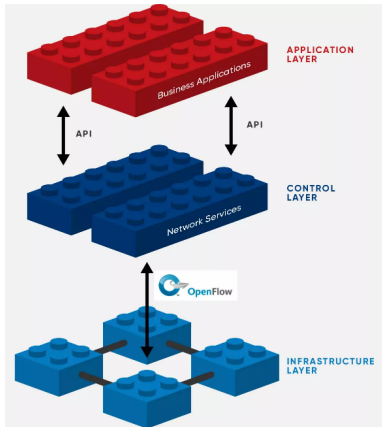 APPLICATION
LAYER
Business Applications
API
API
CONTROL
LAYER
Network Services
OpenFlow
INFRASTRUCTURE
LAYER